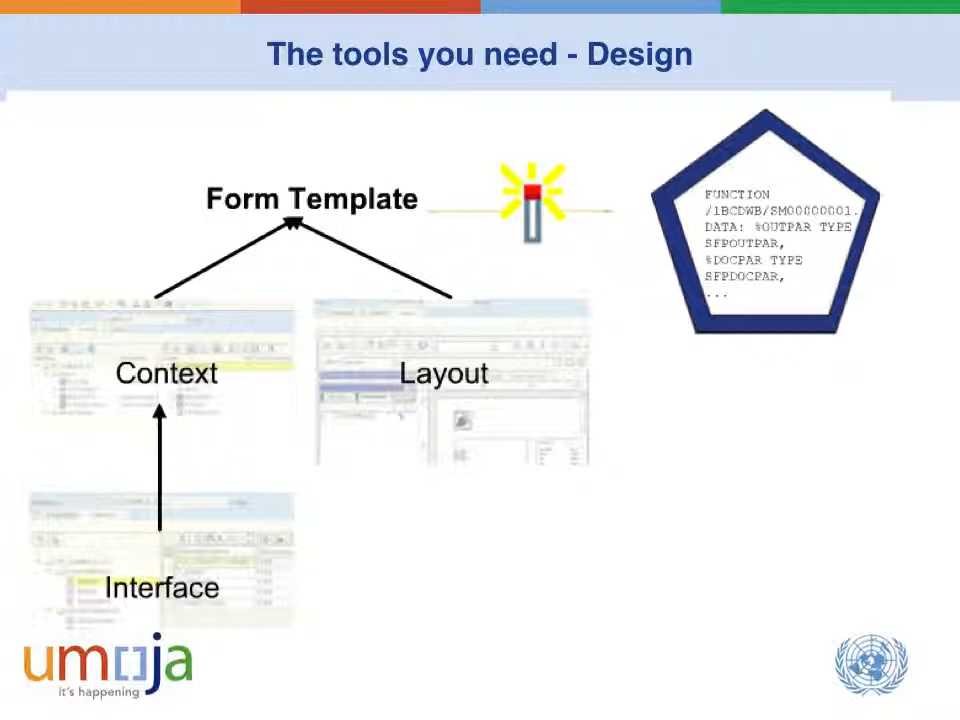 The tools you need - Design
Form Template
FUNCTION
/1BCDWB/SM00000001.
DATA: %OUTPAR TYPE
SFPOUTPAR,
%DOCPAR TYPE
SFPDOCPAR,
...
Context
Layout
Interface
umoja
it's happening